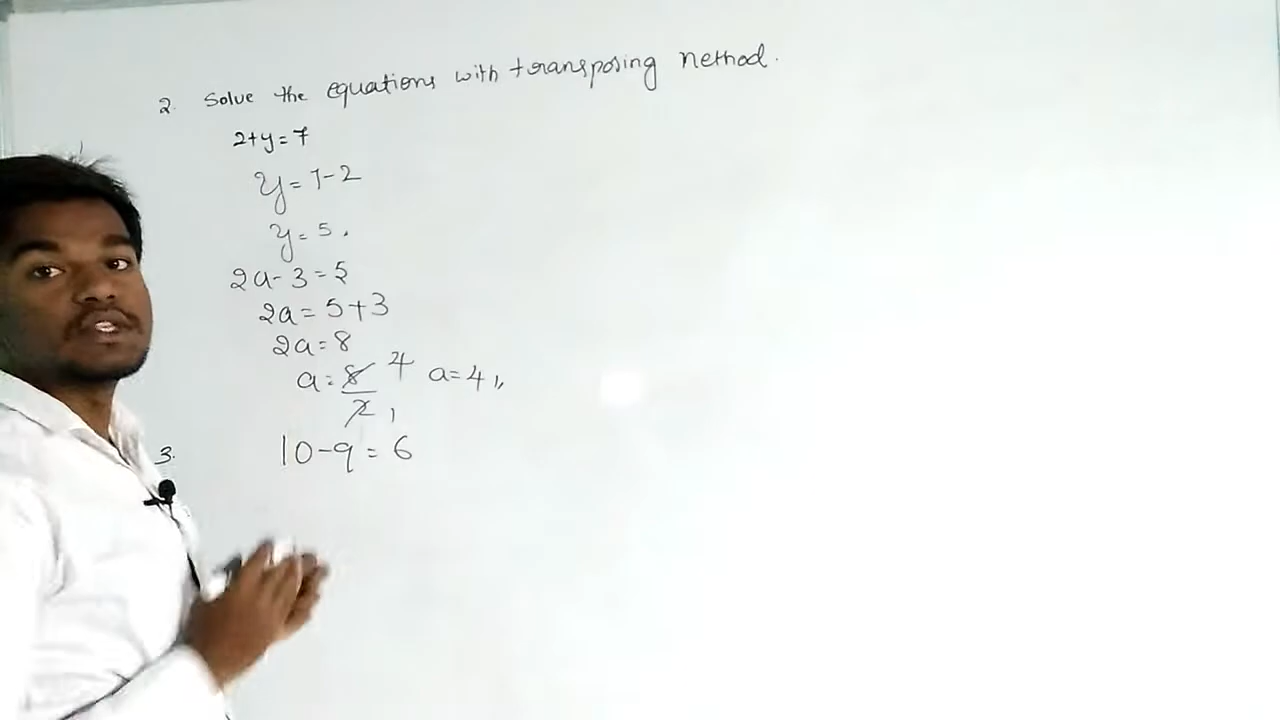 2. Solve the equations with transposing Method.
2+y=7
y=7-2
y=5.
2a-3=5
2a=5+3
2a=8
a=8/2 4 1 a=4,,
3. 10-q=6